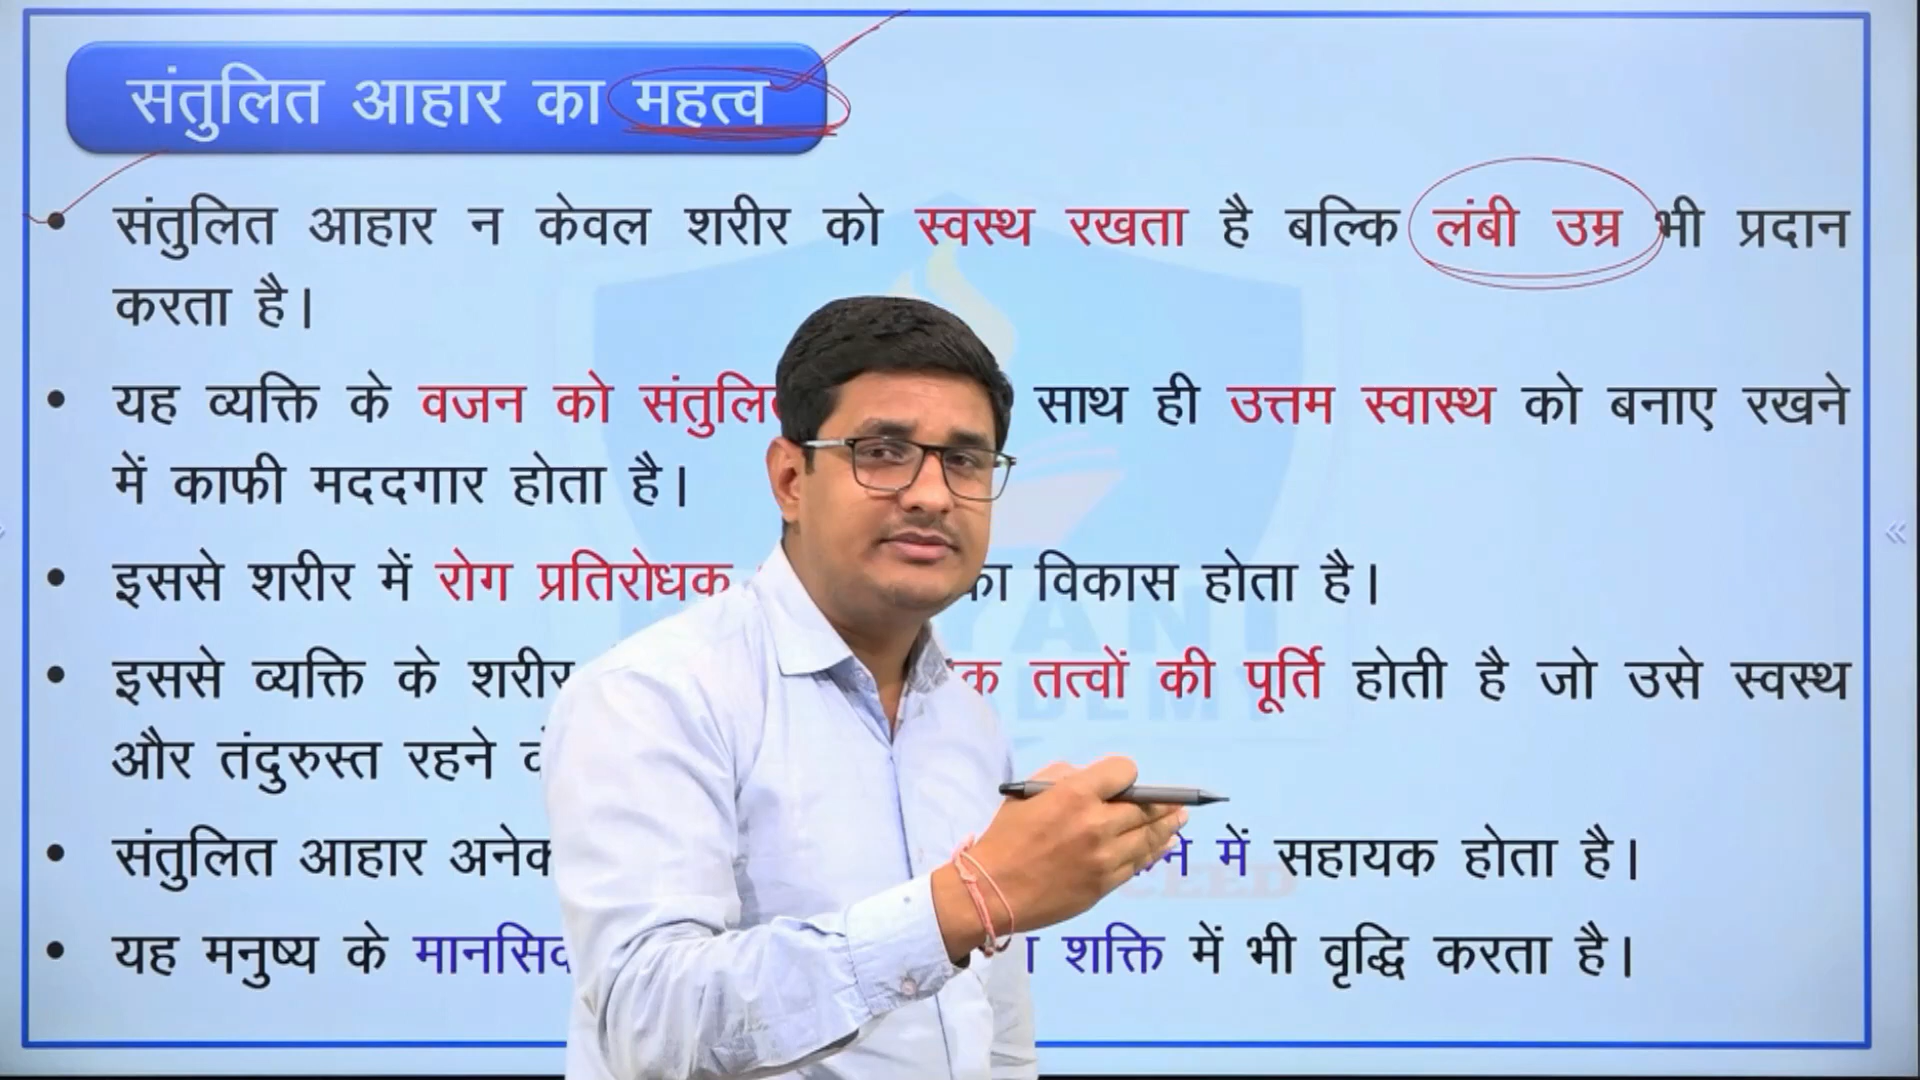 संतुलित आहार का महत्व
• संतुलित आहार न केवल शरीर को स्वस्थ रखता है बल्कि लंबी उम्र भी प्रदान
करता है।
• यह व्यक्ति के वजन को साथ ही उत्तम स्वास्थ को बनाए रखने
में काफी मददगार होता है।
• इससे शरीर में रोग प्रतिरोधक का विकास होता है।
• इससे व्यक्ति के शरीर तत्वों की पूर्ति होती है जो उसे स्वस्थ
और तंदुरुस्त रहने
• संतुलित आहार में सहायक होता है।
• यह मनुष्य के शक्ति में भी वृद्धि करता है।